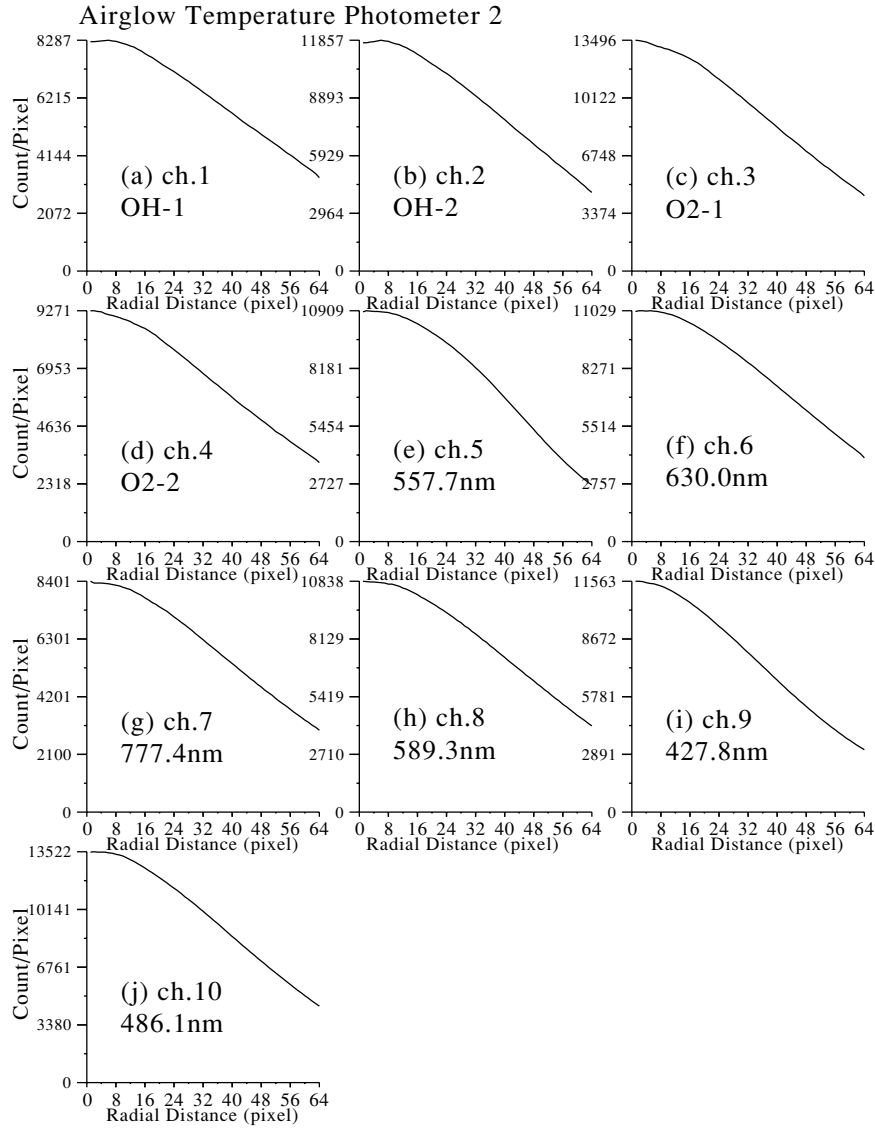 Airglow Temperature Photometer 2
Count/Pixel
8287
6215
4144
2072
0
(a) ch.1
OH-1
0 8 16 24 32 40 48 56 64
Radial Distance (pixel)
11857
8893
5929
2964
0
(b) ch.2
OH-2
0 8 16 24 32 40 48 56 64
Radial Distance (pixel)
13496
10122
6748
3374
0
(c) ch.3
O2-1
0 8 16 24 32 40 48 56 64
Radial Distance (pixel)
Count/Pixel
9271
6953
4636
2318
0
(d) ch.4
O2-2
0 8 16 24 32 40 48 56 64
Radial Distance (pixel)
10909
8181
5454
2727
0
(e) ch.5
557.7nm
0 8 16 24 32 40 48 56 64
Radial Distance (pixel)
11029
8271
5514
2757
0
(f) ch.6
630.0nm
0 8 16 24 32 40 48 56 64
Radial Distance (pixel)
Count/Pixel
8401
6301
4201
2100
0
(g) ch.7
777.4nm
0 8 16 24 32 40 48 56 64
Radial Distance (pixel)
10838
8129
5419
2710
0
(h) ch.8
589.3nm
0 8 16 24 32 40 48 56 64
Radial Distance (pixel)
11563
8672
5781
2891
0
(i) ch.9
427.8nm
0 8 16 24 32 40 48 56 64
Radial Distance (pixel)
Count/Pixel
13522
10141
6761
3380
0
(j) ch.10
486.1nm
0 8 16 24 32 40 48 56 64
Radial Distance (pixel)